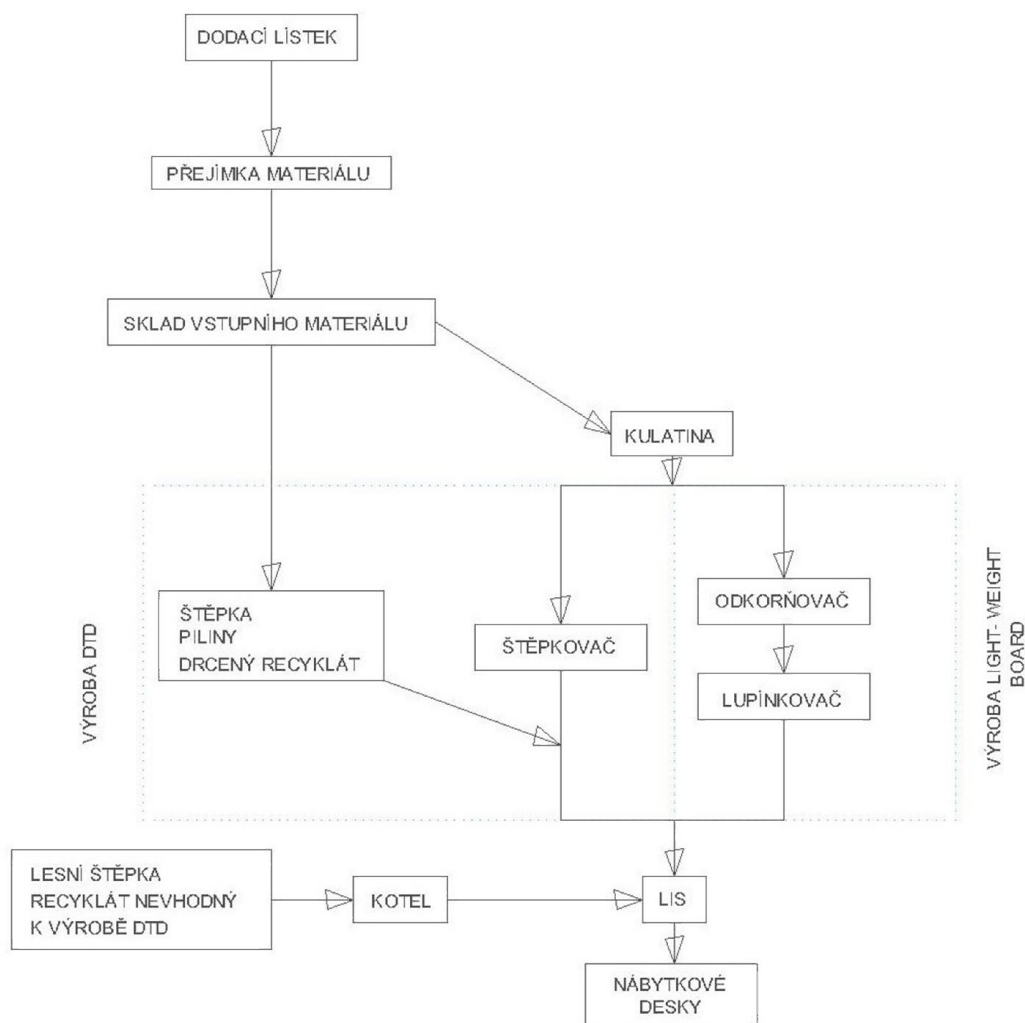 DODACÍ LÍSTEK
PŘEJÍMKA MATERIÁLU
SKLAD VSTUPNÍHO MATERIÁLU
KULATINA
VÝROBA DTD
ŠTĚPKA
PILINY
DRCENÝ RECYKLÁT
ŠTĚPKOVAČ
ODKORŇOVAČ
LUPÍNKOVAČ
VÝROBA LIGHT- WEIGHT
BOARD
LESNÍ ŠTĚPKA
RECYKLÁT NEVHODNÝ
K VÝROBĚ DTD
KOTEL
LIS
NÁBYTKOVÉ
DESKY